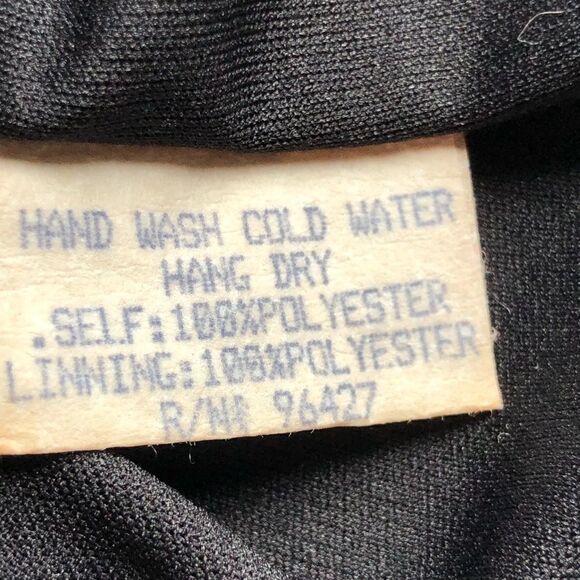 HAND WASH COLD WATER
HANG DRY
.SELF:100%POLYESTER
LINNING:100%POLYESTER
R/N# 96427